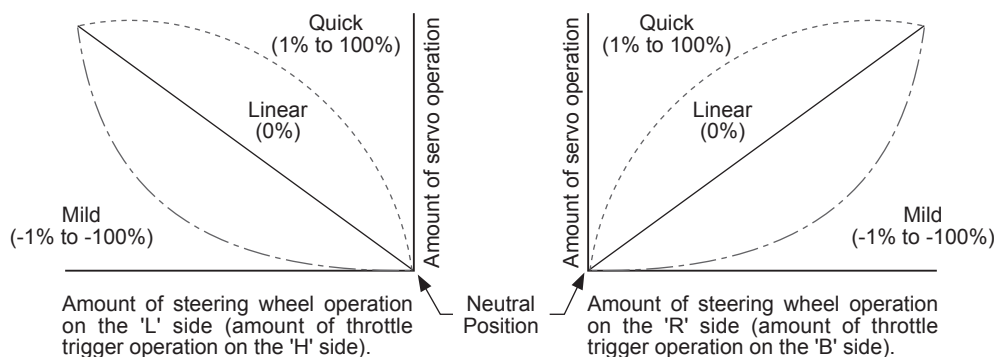 Quick
(1% to 100%)
Linear
(0%)
Mild
(-1% to -100%)
Amount of servo operation
Amount of steering wheel operation
on the 'L' side (amount of throttle
trigger operation on the 'H' side).
Neutral
Position
Amount of servo operation
Quick
(1% to 100%)
Linear
(0%)
Mild
(-1% to -100%)
Amount of steering wheel operation
on the 'R' side (amount of throttle
trigger operation on the 'B' side).